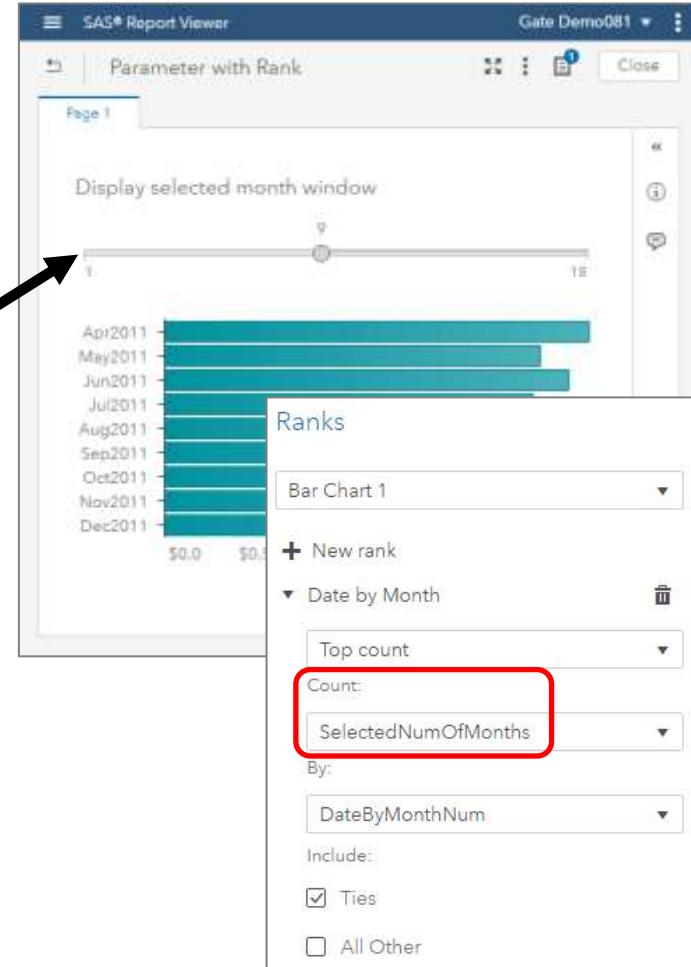 SAS® Report Viewer Gate Demo081
Parameter with Rank 1 Close
Page 1
Display selected month window
9
1 18
Apr2011
May2011
Jun2011
Jul2011
Aug2011
Sep2011
Oct2011
Nov2011
Dec2011
$0.0
Ranks
Bar Chart 1
New rank
Date by Month
Top count
Count:
SelectedNumOfMonths
By:
DateByMonthNum
Include:
Ties
All Other